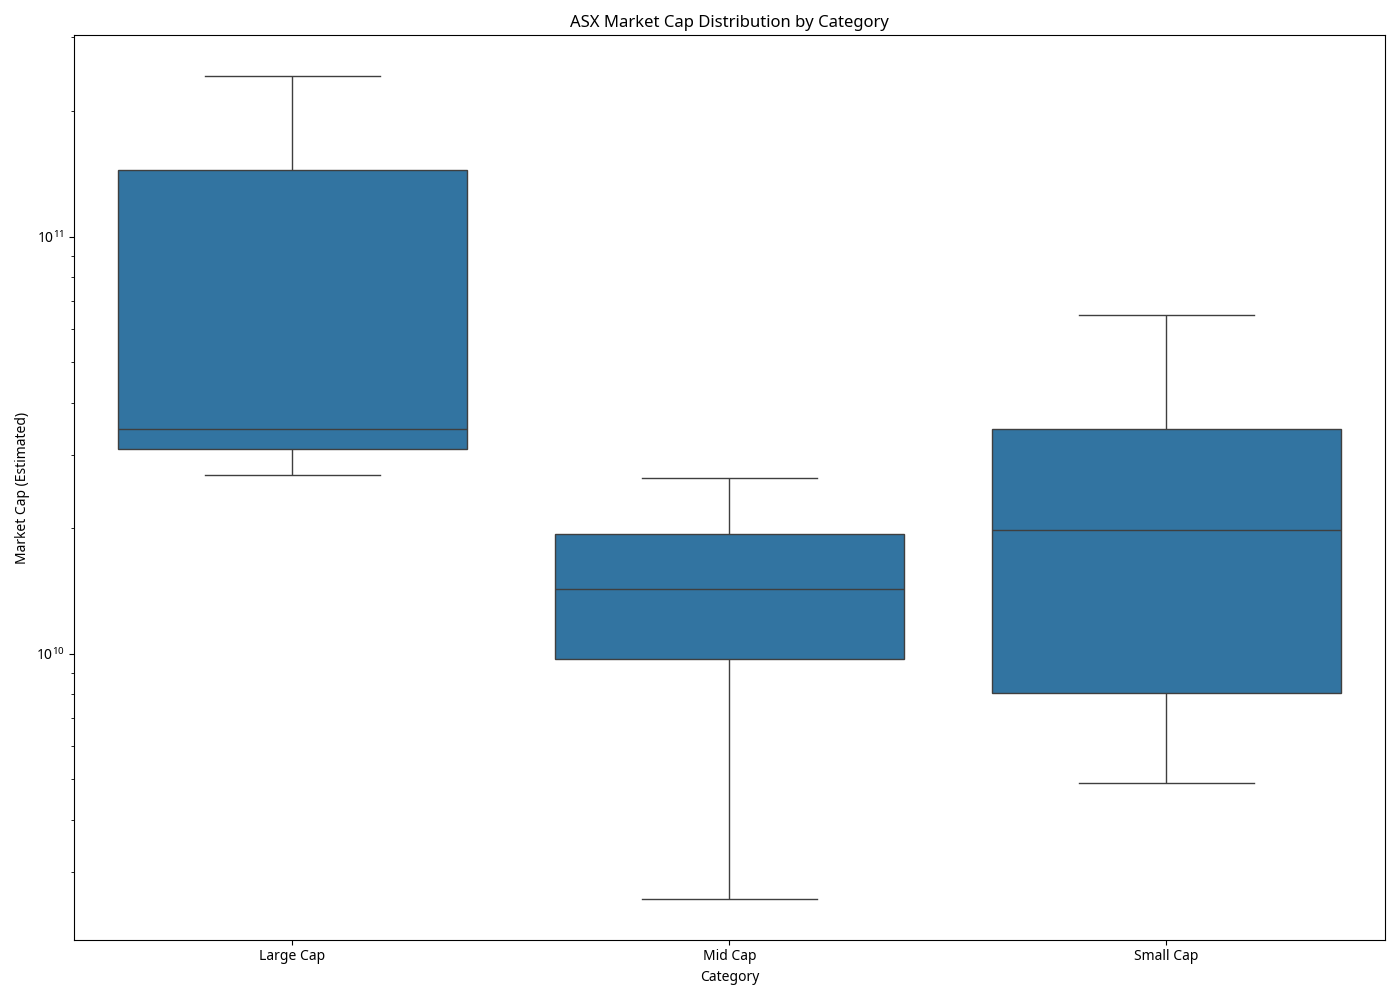 ASX Market Cap Distribution by Category
Market Cap (Estimated)
10¹¹
10¹⁰
Large Cap
Mid Cap
Small Cap
Category